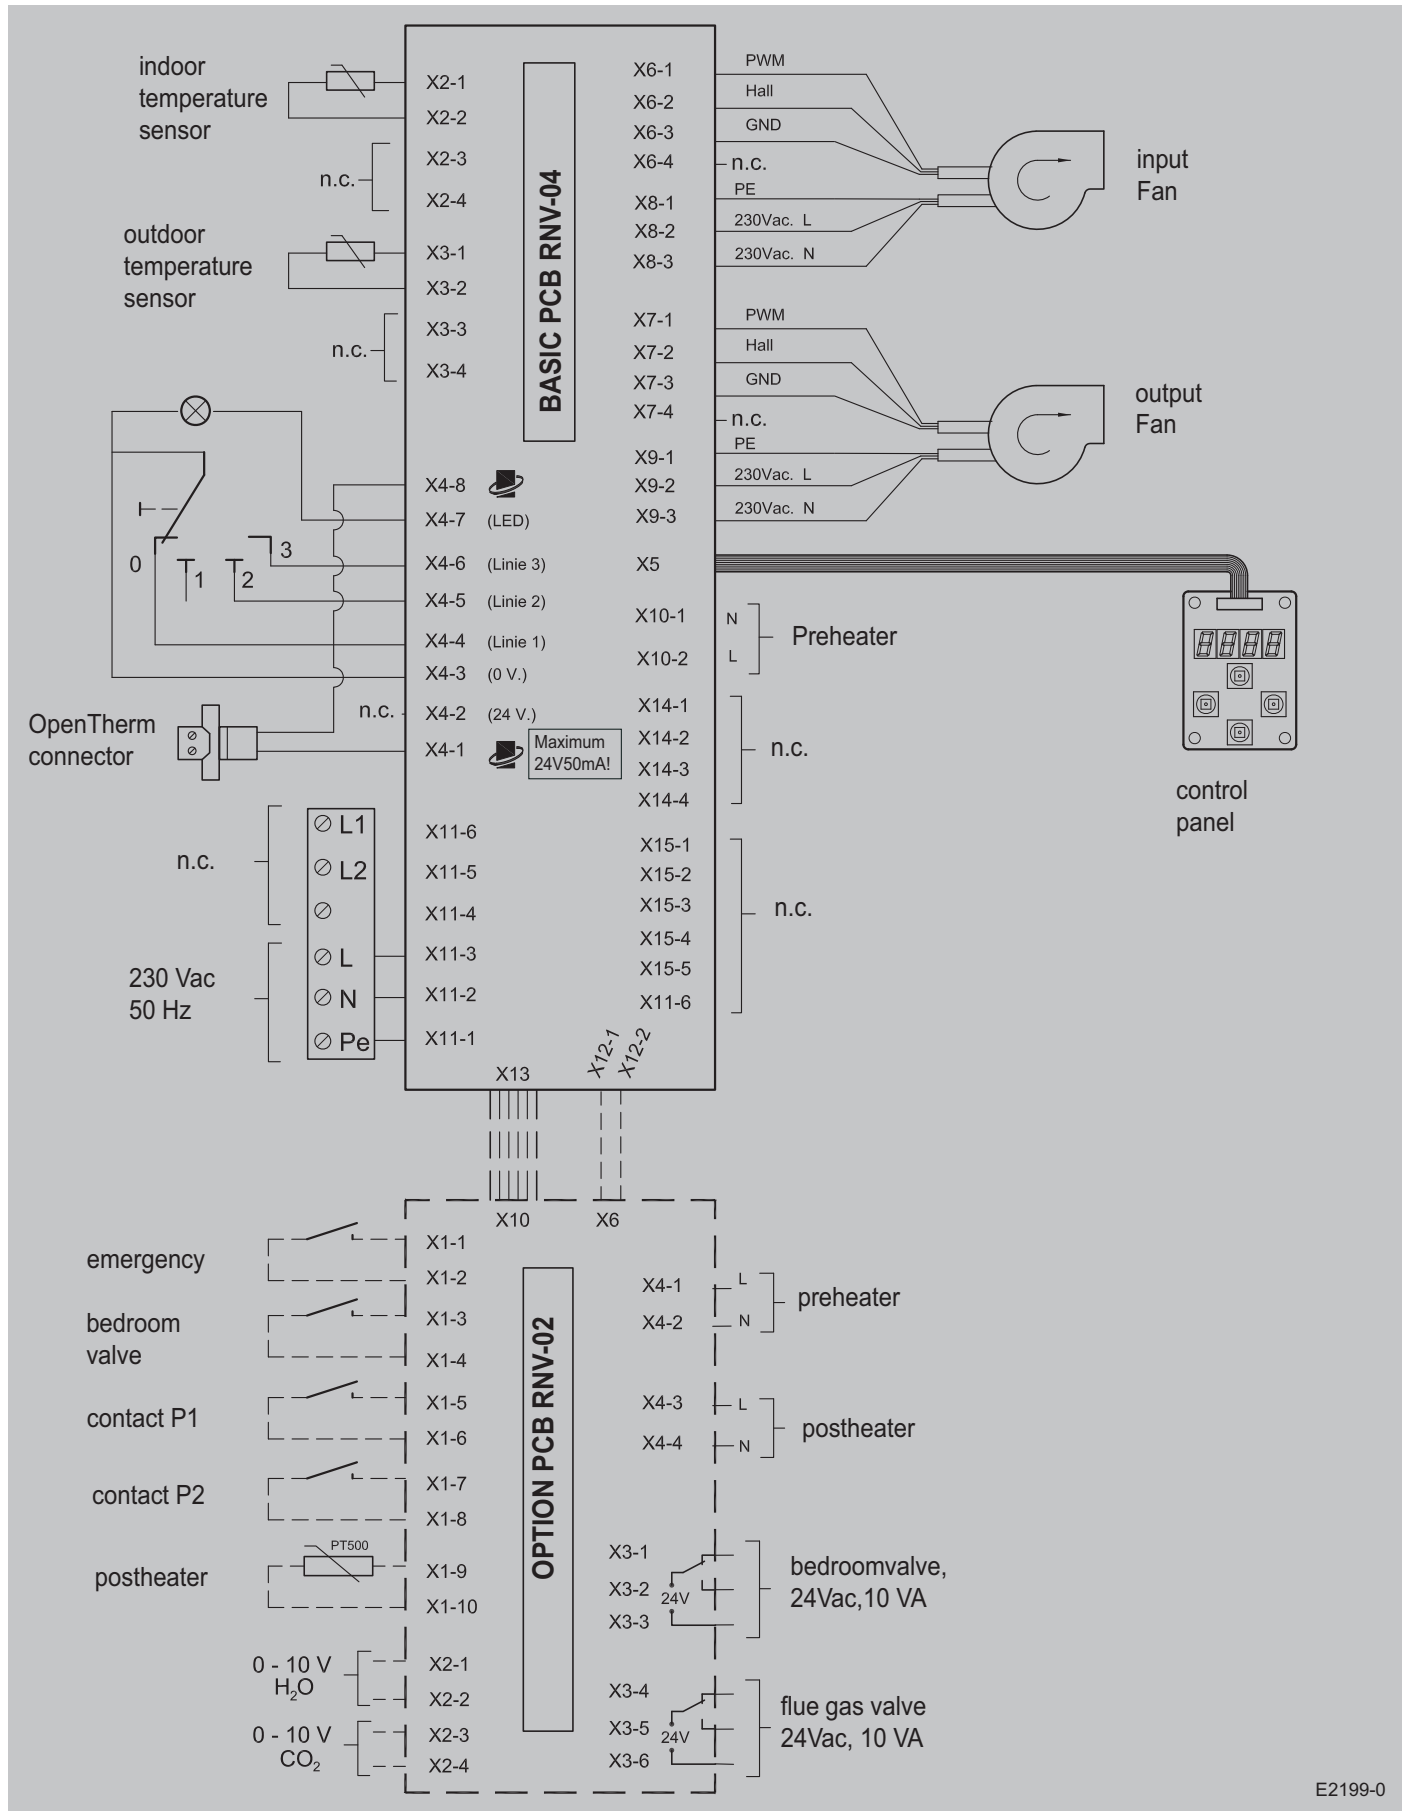 indoor
temperature
sensor
X2-1
X2-2
n.c.
X2-3
X2-4
outdoor
temperature
sensor
X3-1
X3-2
n.c.
X3-3
X3-4
BASIC PCB RNV-04
X6-1
X6-2
X6-3
X6-4
X8-1
X8-2
X8-3
PWM
Hall
GND
n.c.
PE
230Vac. L
230Vac. N
input
Fan
X7-1
X7-2
X7-3
X7-4
X9-1
X9-2
X9-3
PWM
Hall
GND
n.c.
PE
230Vac. L
230Vac. N
output
Fan
0
1
2
3
X4-8
X4-7 (LED)
X4-6 (Linie 3)
X4-5 (Linie 2)
X4-4 (Linie 1)
X4-3 (0 V.)
n.c. X4-2 (24 V.)
X4-1
Maximum
24V50mA!
OpenTherm
connector
X5
8888
control
panel
X10-1 N
X10-2 L
Preheater
X14-1
X14-2
X14-3
X14-4
n.c.
X15-1
X15-2
X15-3
X15-4
X15-5
X11-6
n.c.
n.c.
L1 X11-6
L2 X11-5
X11-4
230 Vac
50 Hz
L X11-3
N X11-2
Pe X11-1
X13
X12-1
X12-2
X10
X6
OPTION PCB RNV-02
emergency
X1-1
X1-2
bedroom
valve
X1-3
X1-4
contact P1
X1-5
X1-6
contact P2
X1-7
X1-8
postheater
PT500
X1-9
X1-10
0 - 10 V
H₂O
X2-1
X2-2
0 - 10 V
CO₂
X2-3
X2-4
X4-1 L
X4-2 N
preheater
X4-3 L
X4-4 N
postheater
X3-1
X3-2
X3-3
24V
bedroomvalve,
24Vac,10 VA
X3-4
X3-5
X3-6
24V
flue gas valve
24Vac, 10 VA
E2199-0